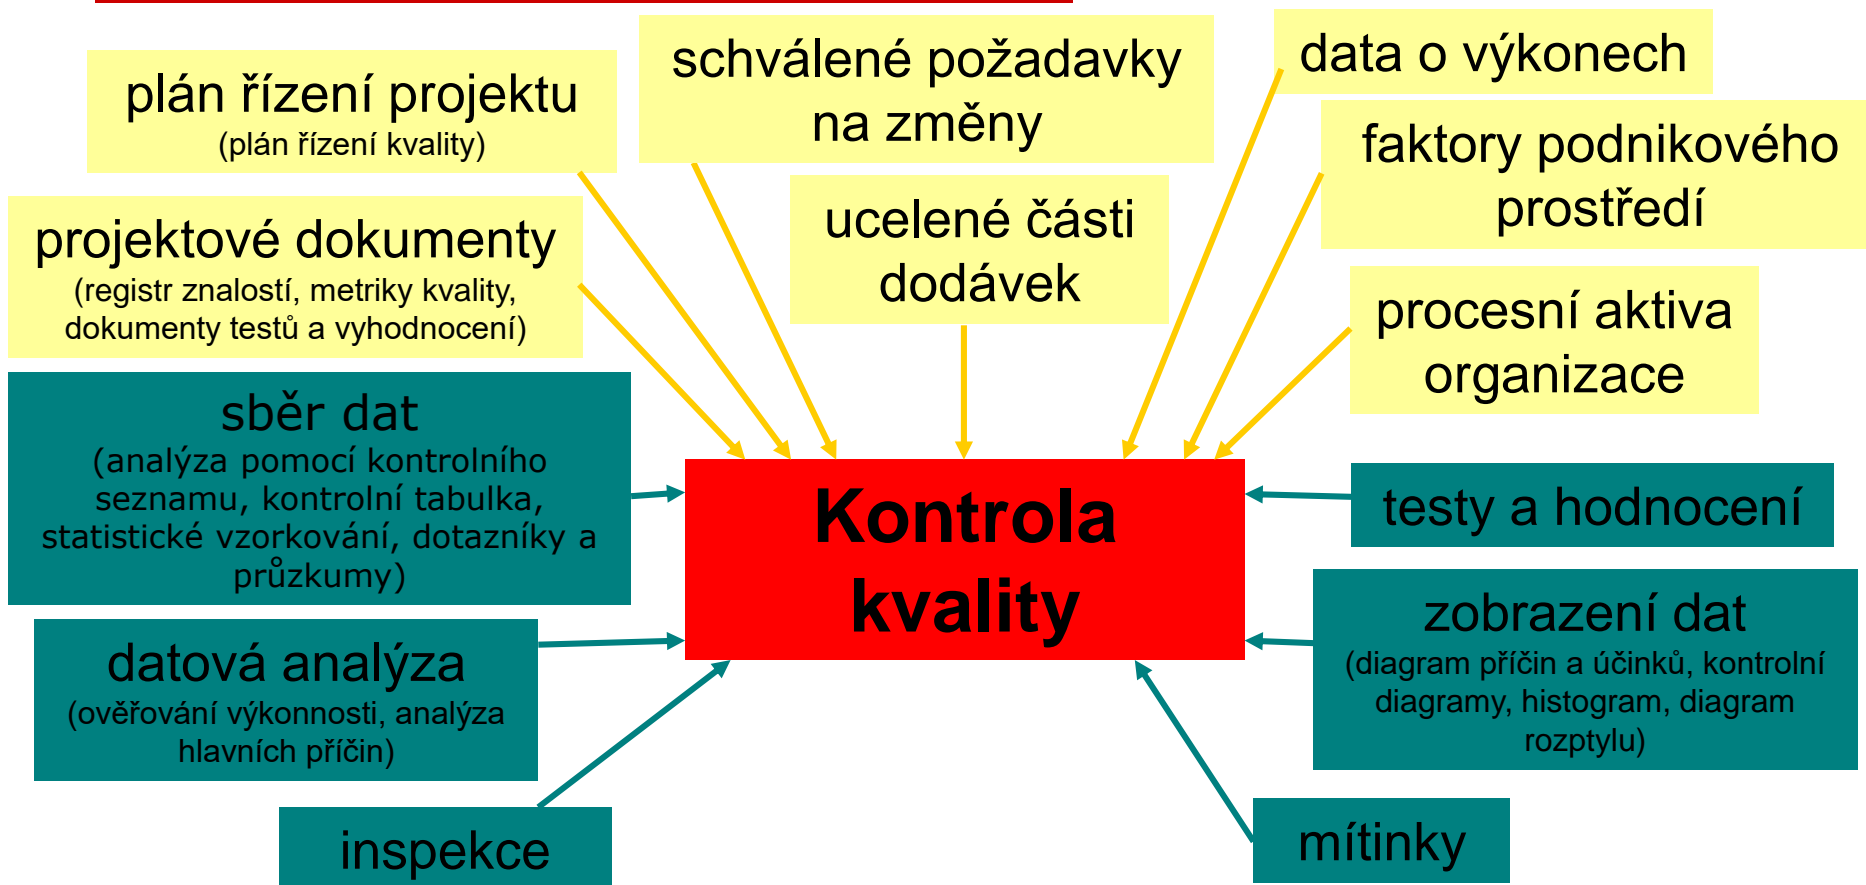 plán řízení projektu
(plán řízení kvality)
schválené požadavky
na změny
data o výkonech
faktory podnikového
prostředí
projektové dokumenty
(registr znalostí, metriky kvality,
dokumenty testů a vyhodnocení)
ucelené části
dodávek
procesní aktiva
organizace
sběr dat
(analýza pomocí kontrolního
seznamu, kontrolní tabulka,
statistické vzorkování, dotazníky a
průzkumy)
Kontrola
kvality
testy a hodnocení
datová analýza
(ověřování výkonnosti, analýza
hlavních příčin)
zobrazení dat
(diagram příčin a účinků, kontrolní
diagramy, histogram, diagram
rozptylu)
inspekce
mítinky